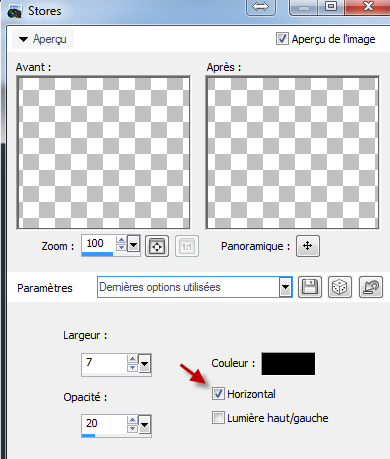 Stores
Aperçu
Aperçu de l'image
Avant :
Après :
Zoom : 100
1:1
Panoramique :
Paramètres
Dernières options utilisées
Largeur :
7
Couleur :
Horizontal
Opacité :
20
Lumière haut/gauche